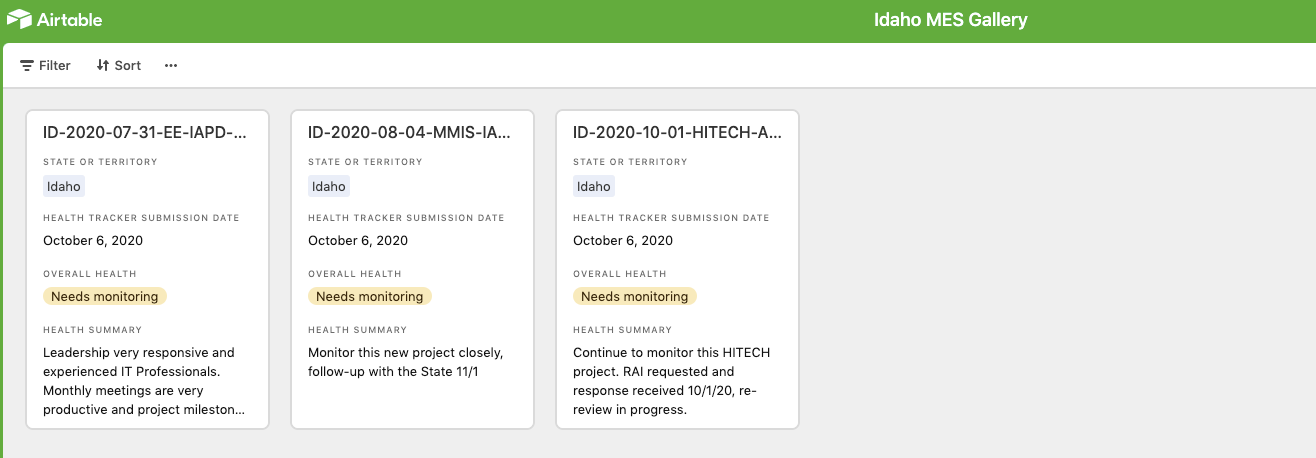 Airtable
Idaho MES Gallery
Filter
Sort
...
ID-2020-07-31-EE-IAPD-...
STATE OR TERRITORY
Idaho
HEALTH TRACKER SUBMISSION DATE
October 6, 2020
OVERALL HEALTH
Needs monitoring
HEALTH SUMMARY
Leadership very responsive and
experienced IT Professionals.
Monthly meetings are very
productive and project mileston...
ID-2020-08-04-MMIS-IA...
STATE OR TERRITORY
Idaho
HEALTH TRACKER SUBMISSION DATE
October 6, 2020
OVERALL HEALTH
Needs monitoring
HEALTH SUMMARY
Monitor this new project closely,
follow-up with the State 11/1
ID-2020-10-01-HITECH-A...
STATE OR TERRITORY
Idaho
HEALTH TRACKER SUBMISSION DATE
October 6, 2020
OVERALL HEALTH
Needs monitoring
HEALTH SUMMARY
Continue to monitor this HITECH
project. RAI requested and
response received 10/1/20, re-
review in progress.